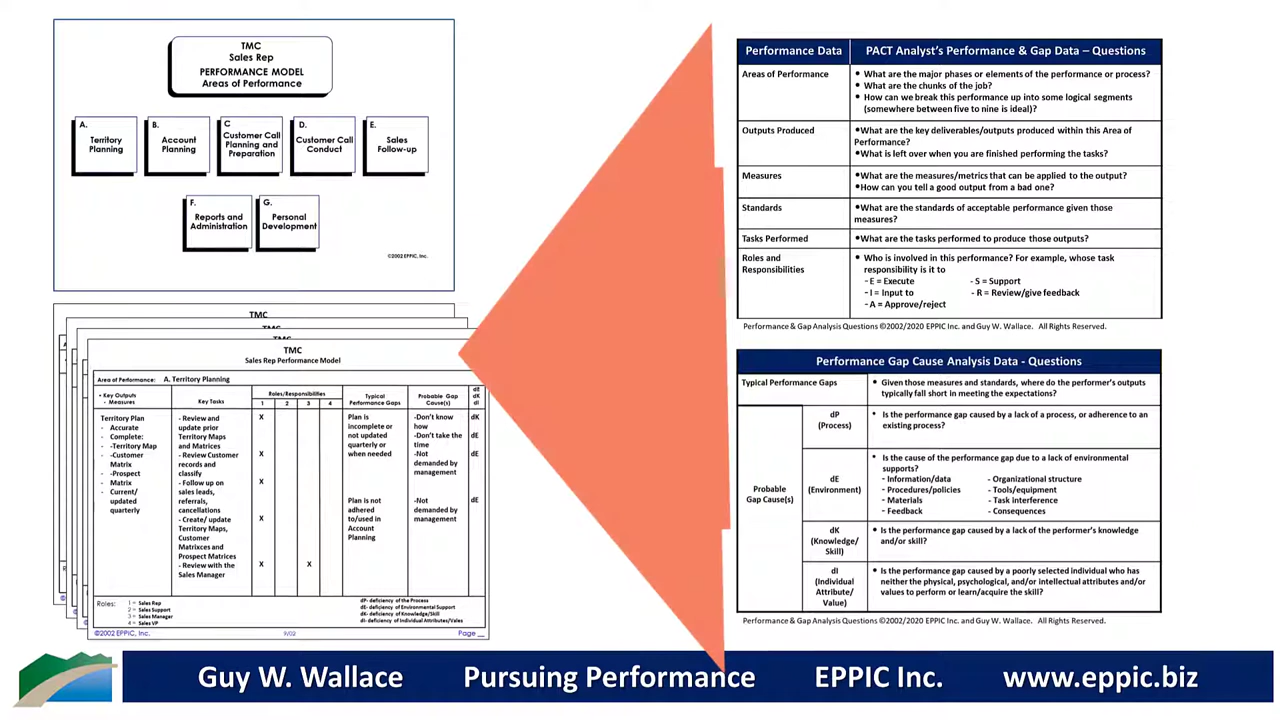 TMC
Sales Rep
PERFORMANCE MODEL
Areas of Performance
A.
Territory
Planning
B.
Account
Planning
C
Customer Call
Planning and
Preparation
D.
Customer Call
Conduct
E.
Sales
Follow-up
F.
Reports and
Administration
G.
Personal
Development
©2002 EPPIC, Inc.
TMC
TMC
TMC
Sales Rep Performance Model
Area of Performance: A. Territory Planning
• Key Outputs
- Measures
Key Tasks
Roles/Responsibilities
1 2 3 4
Typical
Performance Gaps
Probable Gap
Cause(s)
dK
dI
Territory Plan
- Accurate
- Complete:
- -Territory Map
- -Customer
Matrix
- -Prospect
Matrix
- Current/
updated
quarterly
- Review and
update prior
Territory Maps
and Matrices
- Review Customer
records and
classify
- Follow up on
sales leads,
referrals,
cancellations
- Create/ update
Territory Maps,
Customer
Matrixces and
Prospect Matrices
- Review with the
Sales Manager
X
X
X
X
X X
Plan is
incomplete or
not updated
quarterly or
when needed
Plan is not
adhered
to/used in
Account
Planning
-Don't know
how
-Don't take the
time
-Not
demanded by
management
-Not
demanded by
management
dK
dE
dE
dE
Roles:
1 = Sales Rep
2 = Sales Support
3 = Sales Manager
4 = Sales VP
dP- deficiency of the Process
dE- deficiency of Environmental Support
dK- deficiency of Knowledge/Skill
dI- deficiency of Individual Attributes/Vales
©2002 EPPIC, Inc.
9/02
Page __
Performance Data
PACT Analyst's Performance & Gap Data – Questions
Areas of Performance
• What are the major phases or elements of the performance or process?
• What are the chunks of the job?
• How can we break this performance up into some logical segments
(somewhere between five to nine is ideal)?
Outputs Produced
•What are the key deliverables/outputs produced within this Area of
Performance?
•What is left over when you are finished performing the tasks?
Measures
•What are the measures/metrics that can be applied to the output?
•How can you tell a good output from a bad one?
Standards
•What are the standards of acceptable performance given those
measures?
Tasks Performed
•What are the tasks performed to produce those outputs?
Roles and
Responsibilities
• Who is involved in this performance? For example, whose task
responsibility is it to
- E = Execute - S = Support
- I = Input to - R = Review/give feedback
- A = Approve/reject
Performance & Gap Analysis Questions ©2002/2020 EPPIC Inc. and Guy W. Wallace. All Rights Reserved.
Performance Gap Cause Analysis Data - Questions
Typical Performance Gaps
• Given those measures and standards, where do the performer's outputs
typically fall short in meeting the expectations?
Probable
Gap Cause(s)
dP
(Process)
• Is the performance gap caused by a lack of a process, or adherence to an
existing process?
dE
(Environment)
• Is the cause of the performance gap due to a lack of environmental
supports?
- Information/data - Organizational structure
- Procedures/policies - Tools/equipment
- Materials - Task interference
- Feedback - Consequences
dK
(Knowledge/
Skill)
• Is the performance gap caused by a lack of the performer's knowledge
and/or skill?
dI
(Individual
Attribute/
Value)
• Is the performance gap caused by a poorly selected individual who has
neither the physical, psychological, and/or intellectual attributes and/or
values to perform or learn/acquire the skill?
Performance & Gap Analysis Questions ©2002/2020 EPPIC Inc. and Guy W. Wallace. All Rights Reserved.
Guy W. Wallace Pursuing Performance EPPIC Inc. www.eppic.biz